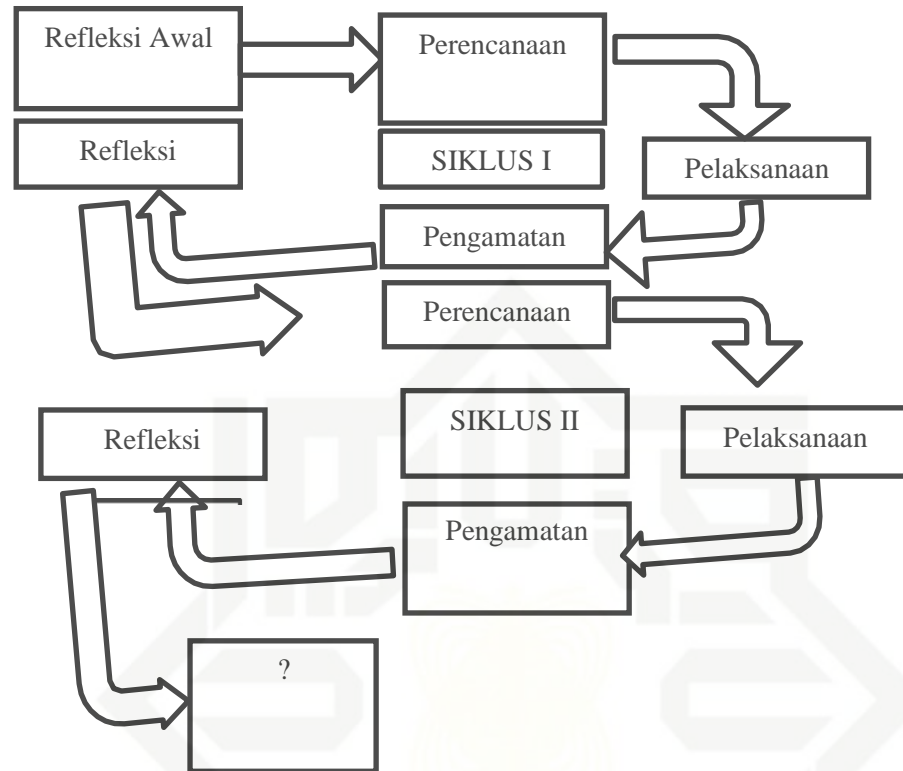 Refleksi Awal
Perencanaan
Refleksi
SIKLUS I
Pelaksanaan
Pengamatan
Perencanaan
SIKLUS II
Refleksi
Pelaksanaan
Pengamatan
?